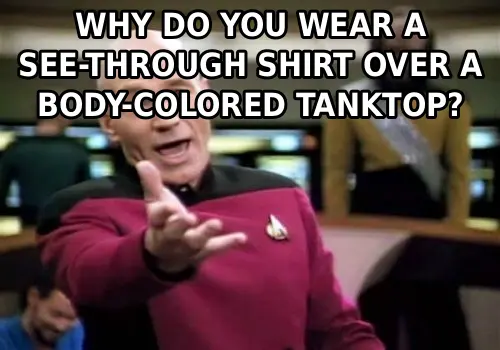 WHY DO YOU WEAR A
SEE-THROUGH SHIRT OVER A
BODY-COLORED TANKTOP?